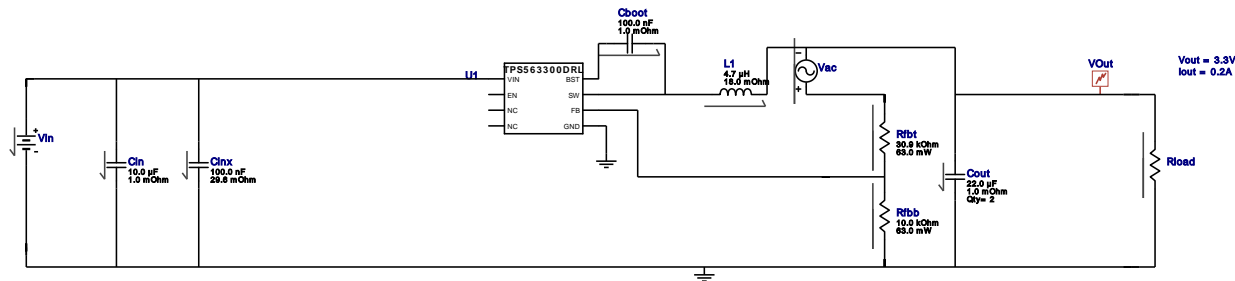 Cboot
100.0 nF
1.0 mOhm
U1
TPS563300DRL
VIN
BST
EN
SW
NC
FB
NC
GND
L1
4.7 µH
18.0 mOhm
-
Vac
+
VOut
Vout = 3.3V
Iout = 0.2A
+
Vin
-
Cin
10.0 µF
1.0 mOhm
Cinx
100.0 nF
29.8 mOhm
Rfbt
30.9 kOhm
63.0 mW
Rfbb
10.0 kOhm
63.0 mW
Cout
22.0 µF
1.0 mOhm
Qty= 2
Rload